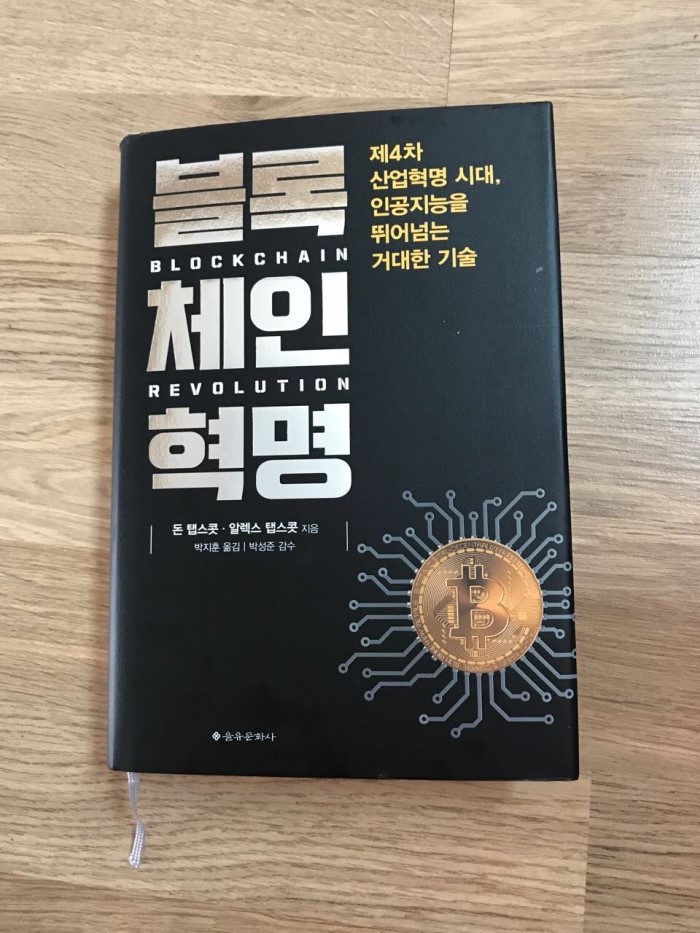 블록
BLOCKCHAIN
체인
REVOLUTION
혁명
제4차
산업혁명 시대,
인공지능을
뛰어넘는
거대한 기술
돈 탭스콧 · 알렉스 탭스콧 지음
박지훈 옮김 | 박성준 감수
을유문화사